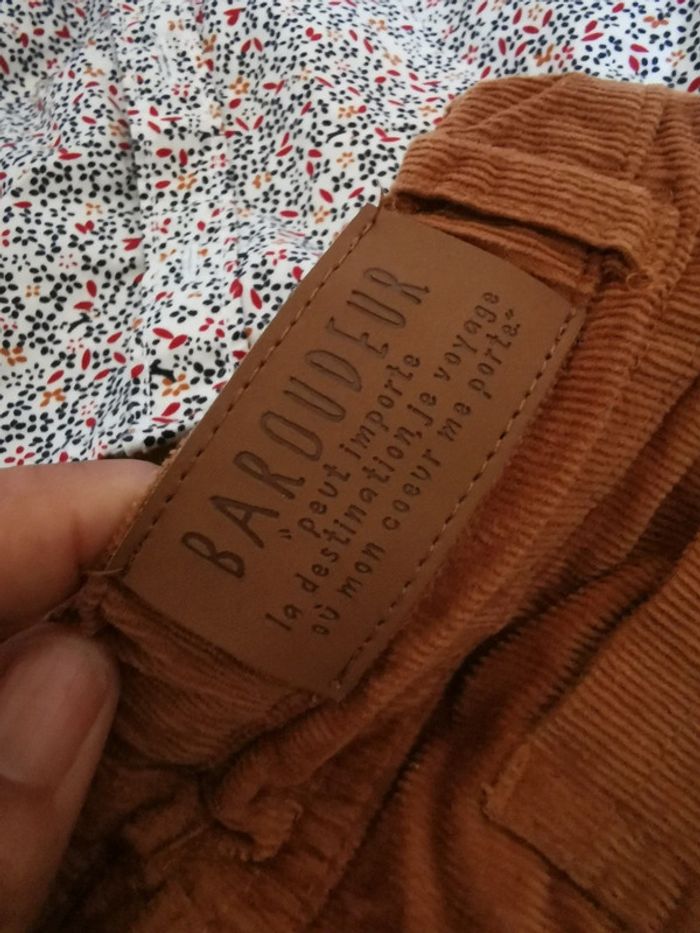 BAROUDEUR
"peut importe
la destination, je voyage
où mon coeur me porte"